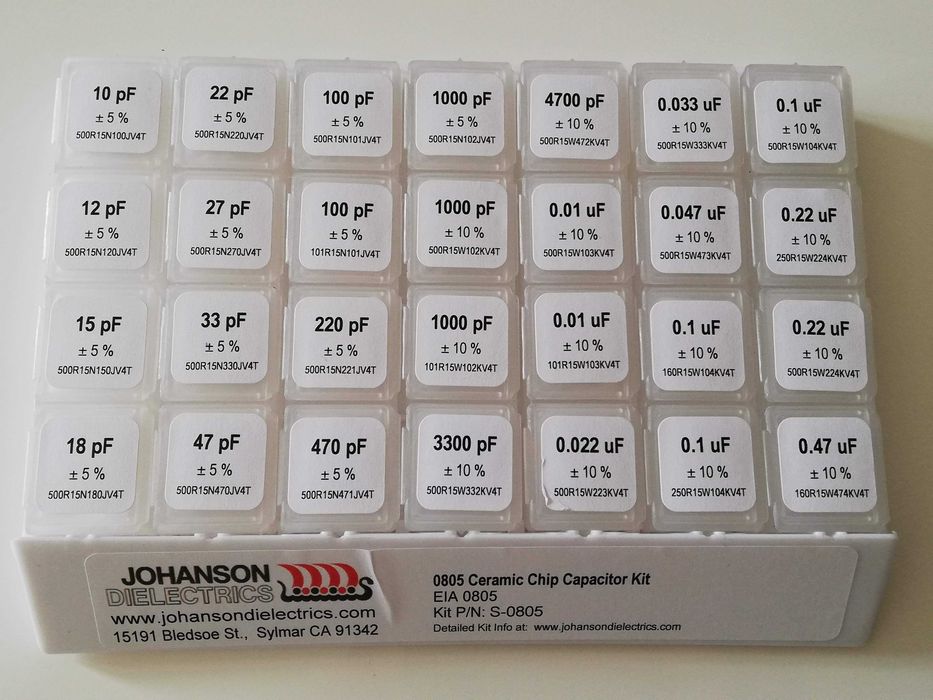 10 pF
± 5 %
500R15N100JV4T
22 pF
± 5 %
500R15N220JV4T
100 pF
± 5 %
500R15N101JV4T
1000 pF
± 5 %
500R15N102JV4T
4700 pF
± 10 %
500R15W472KV4T
0.033 uF
± 10 %
500R15W333KV4T
0.1 uF
± 10 %
500R15W104KV4T
12 pF
± 5 %
500R15N120JV4T
27 pF
± 5 %
500R15N270JV4T
100 pF
± 5 %
101R15N101JV4T
1000 pF
± 10 %
500R15W102KV4T
0.01 uF
± 10 %
500R15W103KV4T
0.047 uF
± 10 %
500R15W473KV4T
0.22 uF
± 10 %
250R15W224KV4T
15 pF
± 5 %
500R15N150JV4T
33 pF
± 5 %
500R15N330JV4T
220 pF
± 5 %
500R15N221JV4T
1000 pF
± 10 %
101R15W102KV4T
0.01 uF
± 10 %
101R15W103KV4T
0.1 uF
± 10 %
160R15W104KV4T
0.22 uF
± 10 %
500R15W224KV4T
18 pF
± 5 %
500R15N180JV4T
47 pF
± 5 %
500R15N470JV4T
470 pF
± 5 %
500R15N471JV4T
3300 pF
± 10 %
500R15W332KV4T
0.022 uF
± 10 %
500R15W223KV4T
0.1 uF
± 10 %
250R15W104KV4T
0.47 uF
± 10 %
160R15W474KV4T
JOHANSON
DIELECTRICS
www.johansondielectrics.com
15191 Bledsoe St., Sylmar CA 91342
0805 Ceramic Chip Capacitor Kit
EIA 0805
Kit P/N: S-0805
Detailed Kit Info at: www.johansondielectrics.com